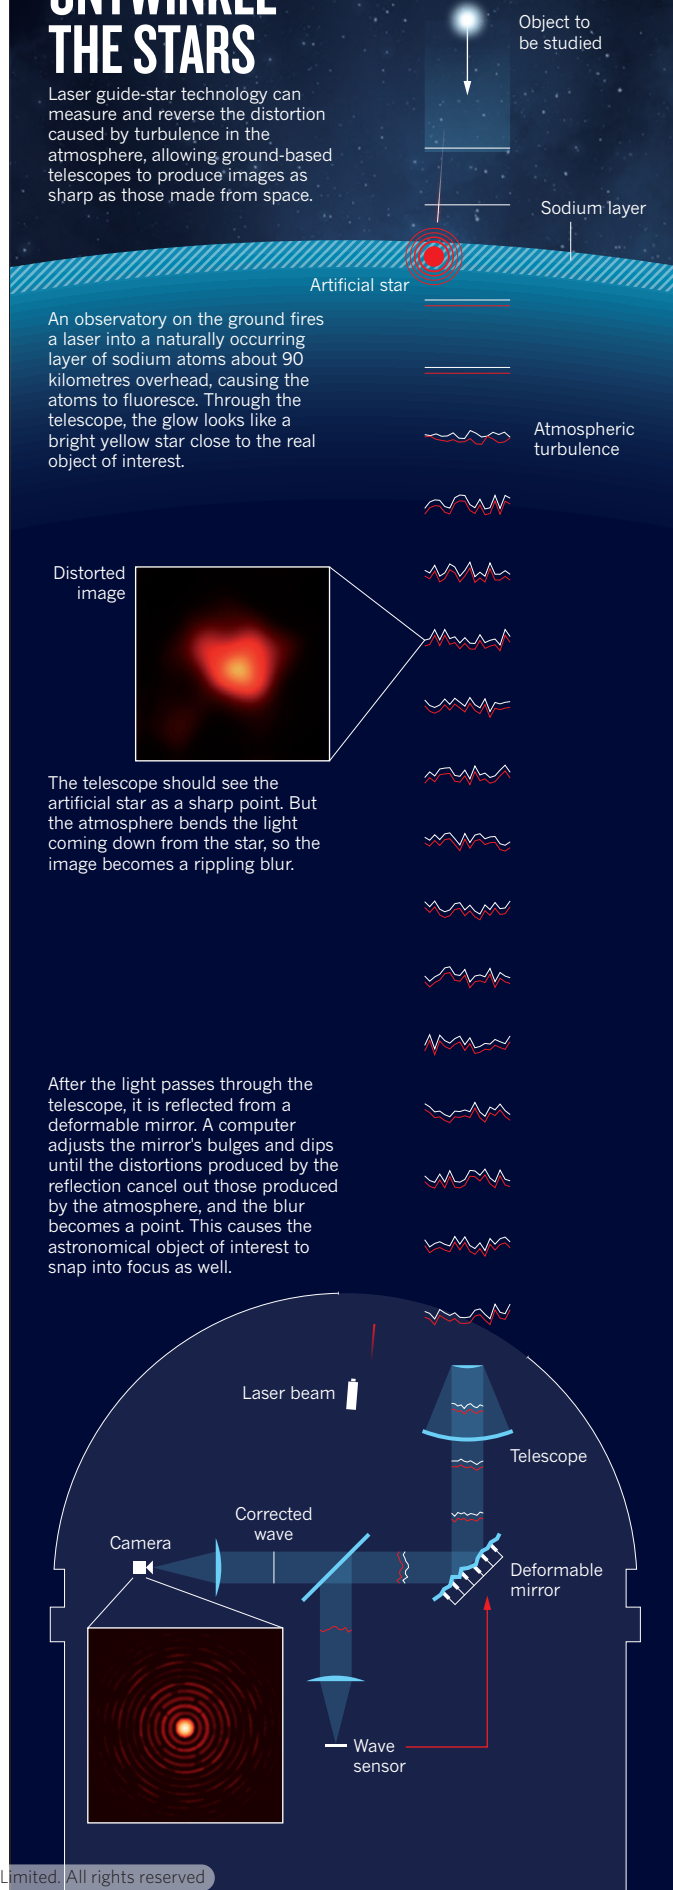 UNTWINKLE
THE STARS
Laser guide-star technology can
measure and reverse the distortion
caused by turbulence in the
atmosphere, allowing ground-based
telescopes to produce images as
sharp as those made from space.
Object to
be studied
Sodium layer
Artificial star
An observatory on the ground fires
a laser into a naturally occurring
layer of sodium atoms about 90
kilometres overhead, causing the
atoms to fluoresce. Through the
telescope, the glow looks like a
bright yellow star close to the real
object of interest.
Atmospheric
turbulence
Distorted
image
The telescope should see the
artificial star as a sharp point. But
the atmosphere bends the light
coming down from the star, so the
image becomes a rippling blur.
After the light passes through the
telescope, it is reflected from a
deformable mirror. A computer
adjusts the mirror's bulges and dips
until the distortions produced by the
reflection cancel out those produced
by the atmosphere, and the blur
becomes a point. This causes the
astronomical object of interest to
snap into focus as well.
Laser beam
Telescope
Corrected
wave
Camera
Deformable
mirror
Wave
sensor
Limited. All rights reserved